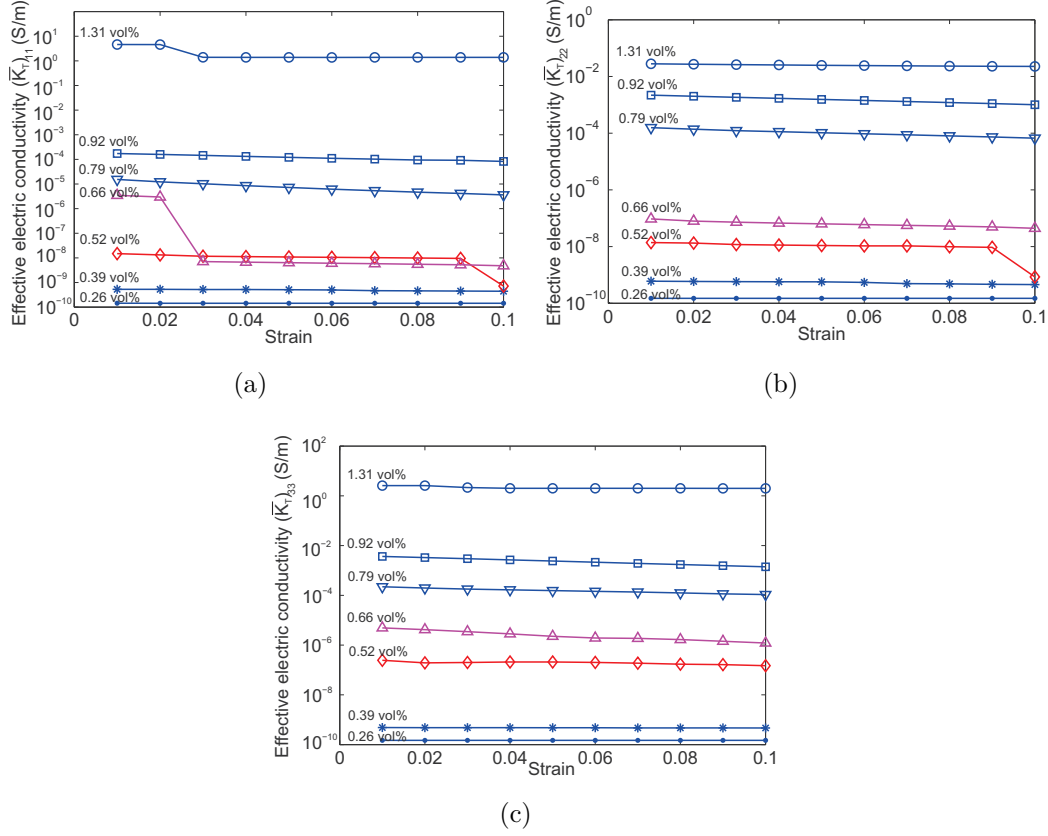 Effective electric conductivity (K̅_T)_11 (S/m)
10^1
10^0
10^-1
10^-2
10^-3
10^-4
10^-5
10^-6
10^-7
10^-8
10^-9
10^-10
1.31 vol%
0.92 vol%
0.79 vol%
0.66 vol%
0.52 vol%
0.39 vol%
0.26 vol%
0 0.02 0.04 0.06 0.08 0.1
Strain
(a)
Effective electric conductivity (K̅_T)_22 (S/m)
10^0
10^-2
10^-4
10^-6
10^-8
10^-10
1.31 vol%
0.92 vol%
0.79 vol%
0.66 vol%
0.52 vol%
0.39 vol%
0.26 vol%
0 0.02 0.04 0.06 0.08 0.1
Strain
(b)
Effective electric conductivity (K̅_T)_33 (S/m)
10^2
10^0
10^-2
10^-4
10^-6
10^-8
10^-10
1.31 vol%
0.92 vol%
0.79 vol%
0.66 vol%
0.52 vol%
0.39 vol%
0.26 vol%
0 0.02 0.04 0.06 0.08 0.1
Strain
(c)